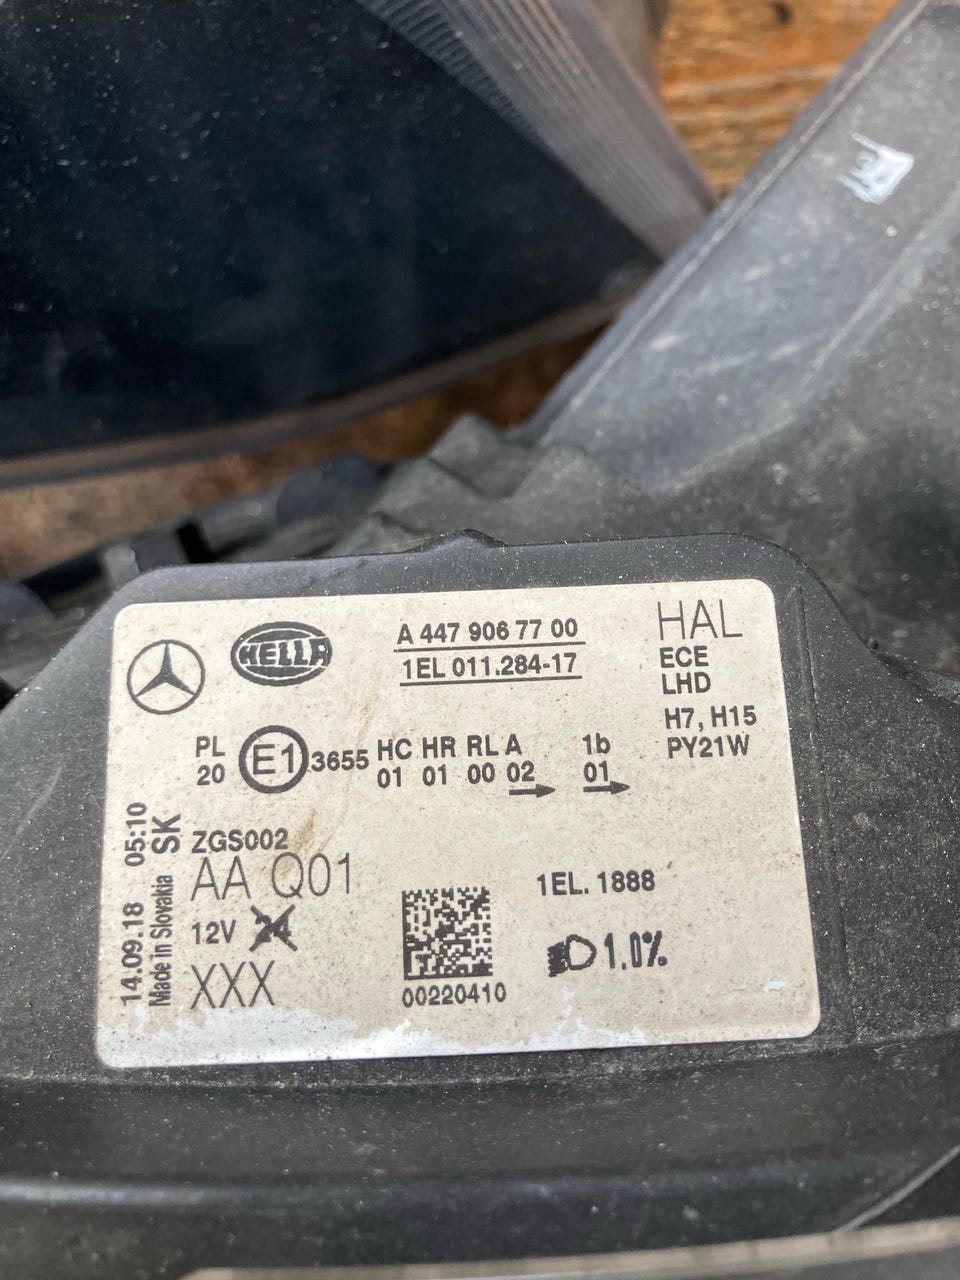 HELLA
A 447 906 77 00
1EL 011.284-17
HAL
ECE
LHD
H7, H15
PY21W
PL
20
E1
3655
HC HR RL A
01 01 00 02
1b
01
14.09.18 05:10
Made in Slovakia SK
ZGS002
AA Q01
12V 24
XXX
00220410
1EL. 1888
1.0%